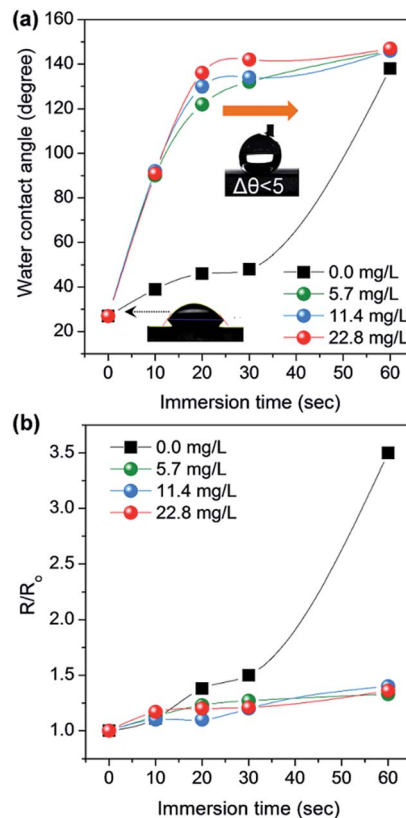 (a)
160
140
120
100
80
60
40
20
Water contact angle (degree)
Δθ<5
0.0 mg/L
5.7 mg/L
11.4 mg/L
22.8 mg/L
0 10 20 30 40 50 60
Immersion time (sec)
(b)
3.5
3.0
2.5
2.0
1.5
1.0
R/Ro
0.0 mg/L
5.7 mg/L
11.4 mg/L
22.8 mg/L
0 10 20 30 40 50 60
Immersion time (sec)